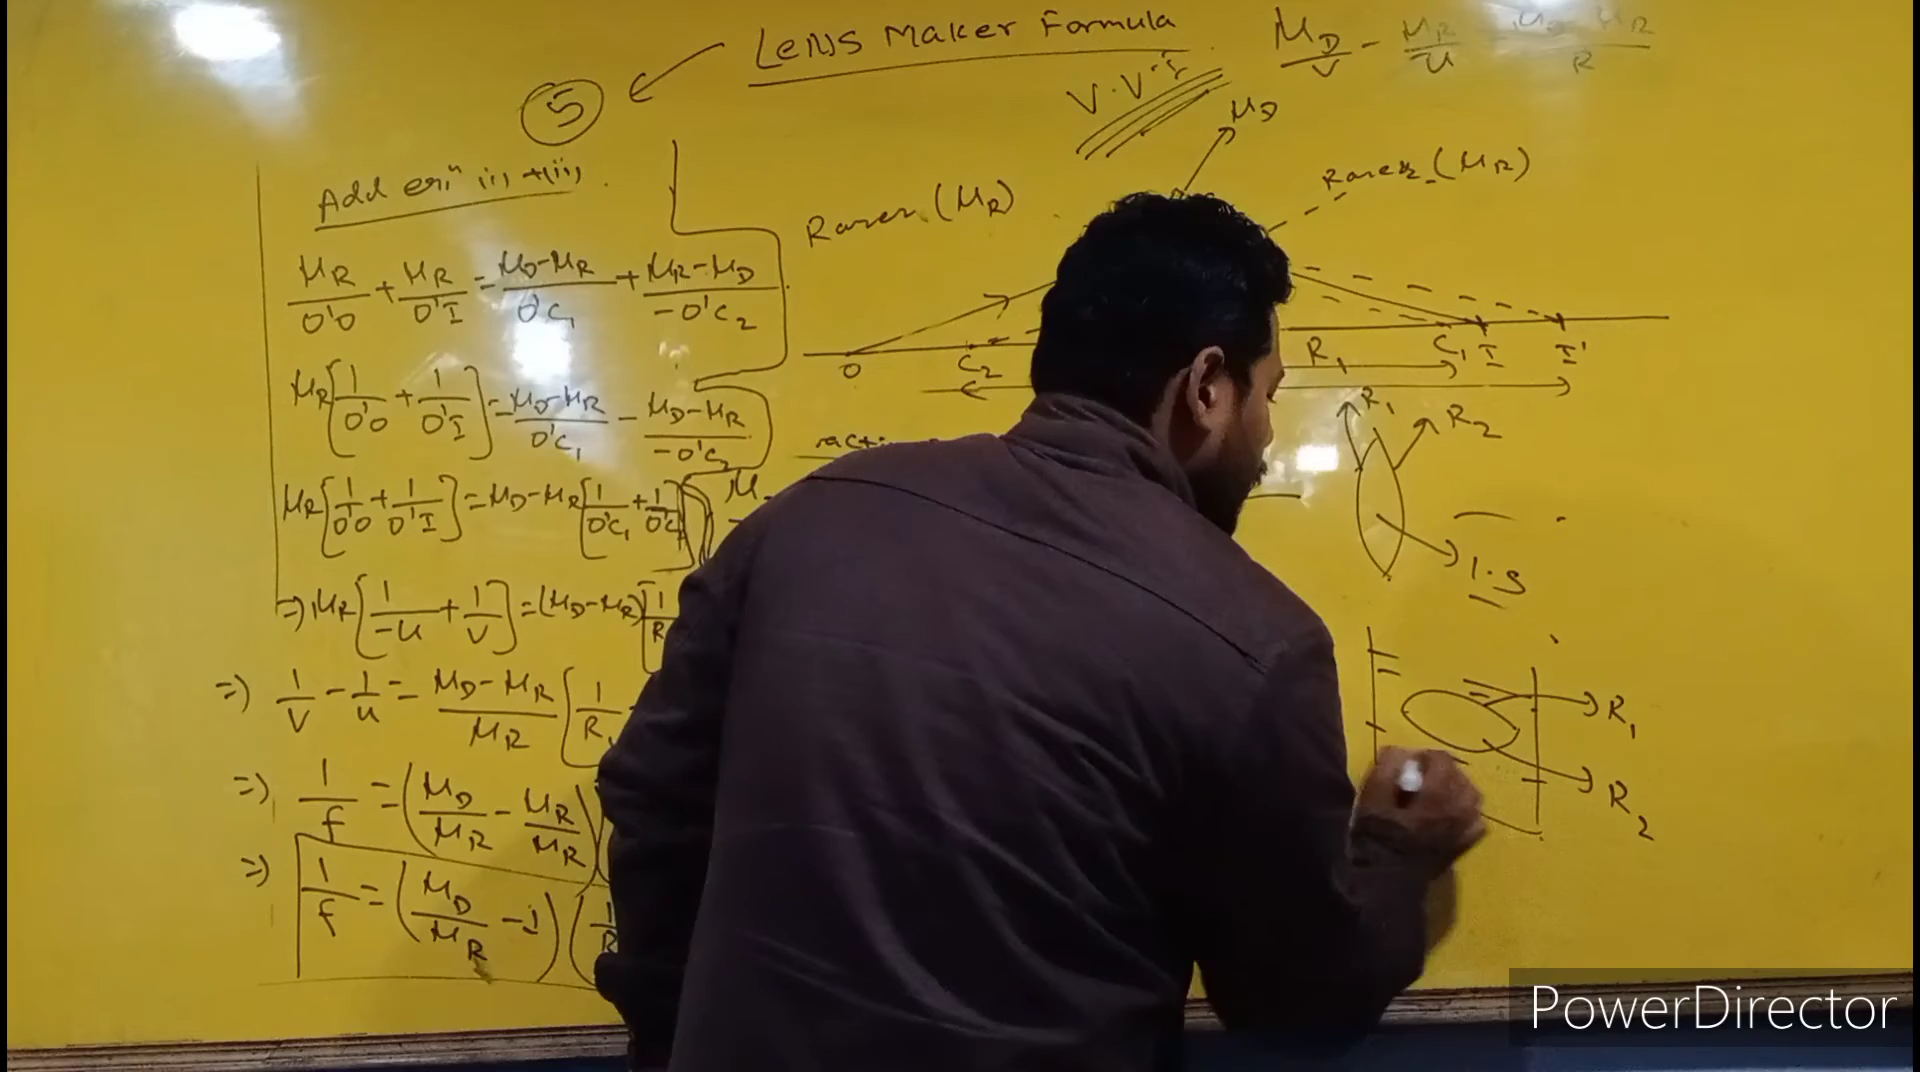 Lens Maker Formula
5
V.V.I
μD/V - μR/u μD - μR/R
μD
Add eqn (i) + (ii)
Rarer (μR)
Rarer (μR)
μR/O'O + μR/O'I = μD-μR/O'C1 + μR-μD/-O'C2
O C2 R1 C1 I I'
μR[1/O'O + 1/O'I] = μD-μR/O'C1 - μD-μR/-O'C2
R1 R2
μR[1/O'O + 1/O'I] = μD-μR[1/O'C1 + 1/O'C2]
1.5
=> μR[1/-u + 1/V] = (μD-μR)[1/R
=> 1/V - 1/u = μD-μR/μR [1/R1
R1
=> 1/f = (μD/μR - μR/μR)(
R2
=> 1/f = (μD/μR - 1)(1/R
PowerDirector